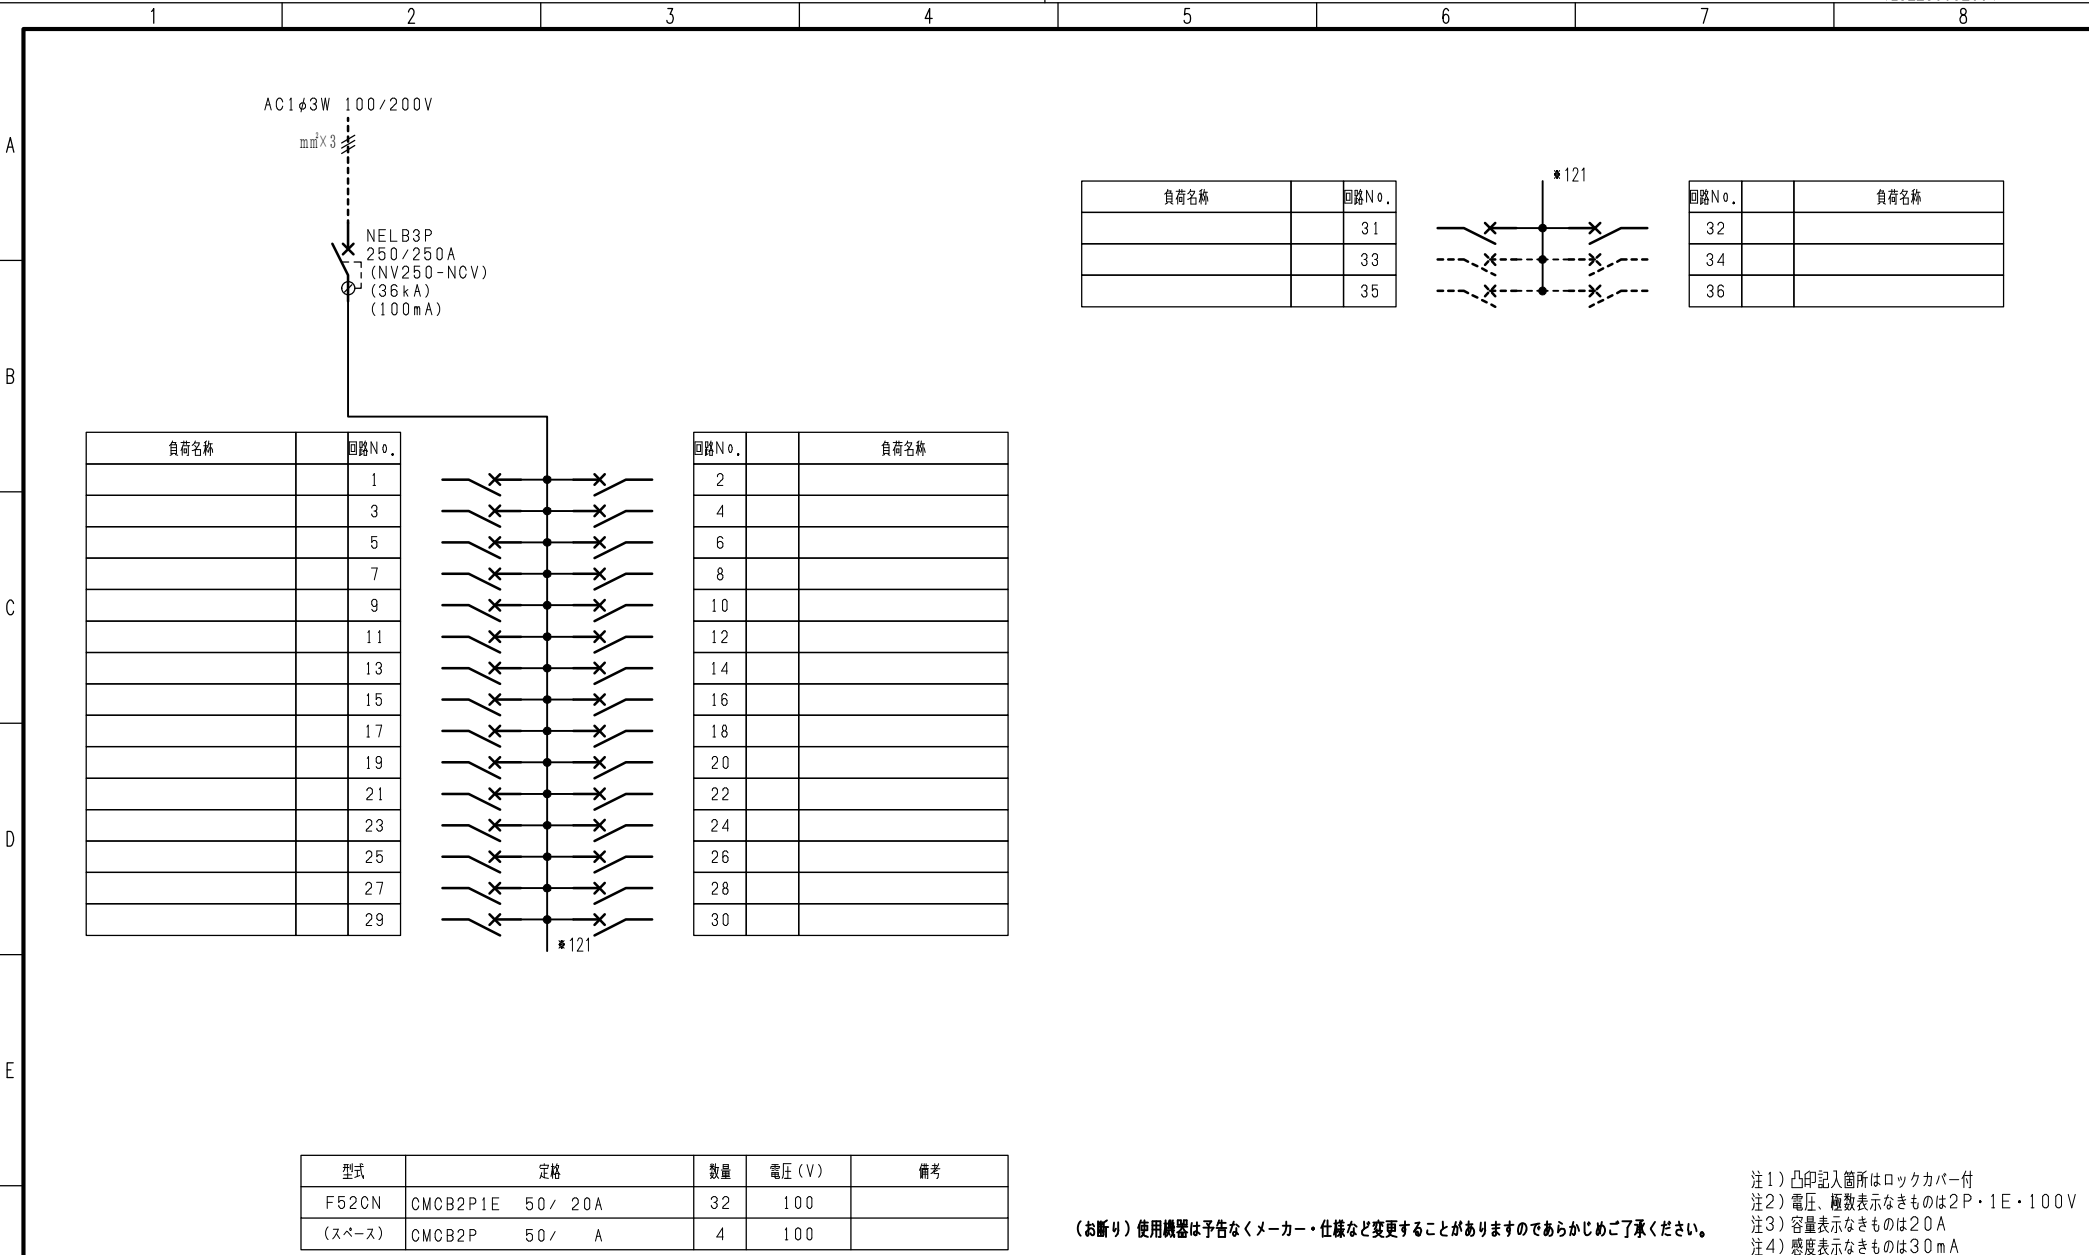 1 2 3 4 5 6 7 8
A
B
C
D
E
AC1φ3W 100/200V
mm²×3
NELB3P
250/250A
(NV250-NCV)
(36kA)
(100mA)
負荷名称 回路No. 回路No. 負荷名称
1 2
3 4
5 6
7 8
9 10
11 12
13 14
15 16
17 18
19 20
21 22
23 24
25 26
27 28
29 30
*121
*121
負荷名称 回路No. 回路No. 負荷名称
31 32
33 34
35 36
型式 定格 数量 電圧(V) 備考
F52CN CMCB2P1E 50/ 20A 32 100
(スペース) CMCB2P 50/ A 4 100
(お断り)使用機器は予告なくメーカー・仕様など変更することがありますのであらかじめご了承ください。
注1)凸印記入箇所はロックカバー付
注2)電圧、極数表示なきものは2P・1E・100V
注3)容量表示なきものは20A
注4)感度表示なきものは30mA